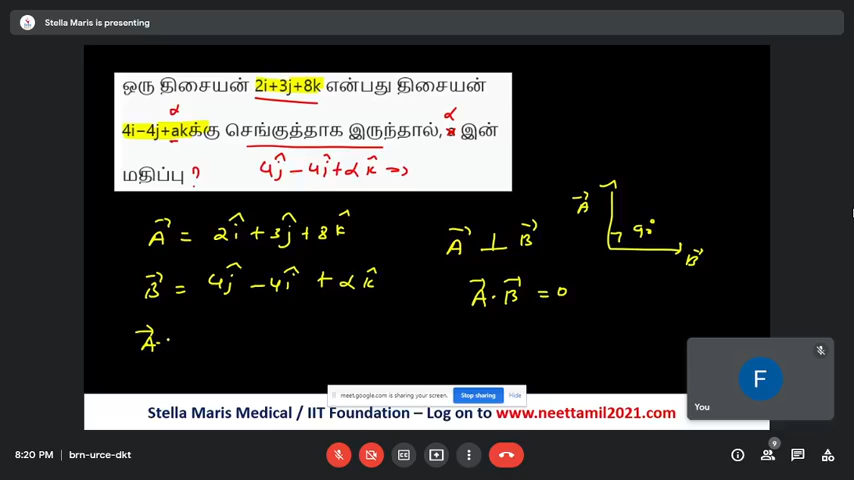 Stella Maris is presenting
ஒரு திசையன் 2i+3j+8k என்பது திசையன்
α α
4i−4j+akக்கு செங்குத்தாக இருந்தால், a இன்
மதிப்பு ? 4ĵ − 4î + α k̂ ⇒
A⃗ = 2î + 3ĵ + 8k̂
B⃗ = 4ĵ − 4î + α k̂
A⃗ .
A⃗ ⊥ B⃗
A⃗ . B⃗ = 0
A⃗
90°
B⃗
F
You
meet.google.com is sharing your screen. Stop sharing Hide
Stella Maris Medical / IIT Foundation – Log on to www.neettamil2021.com
8:20 PM | brn-urce-dkt
9